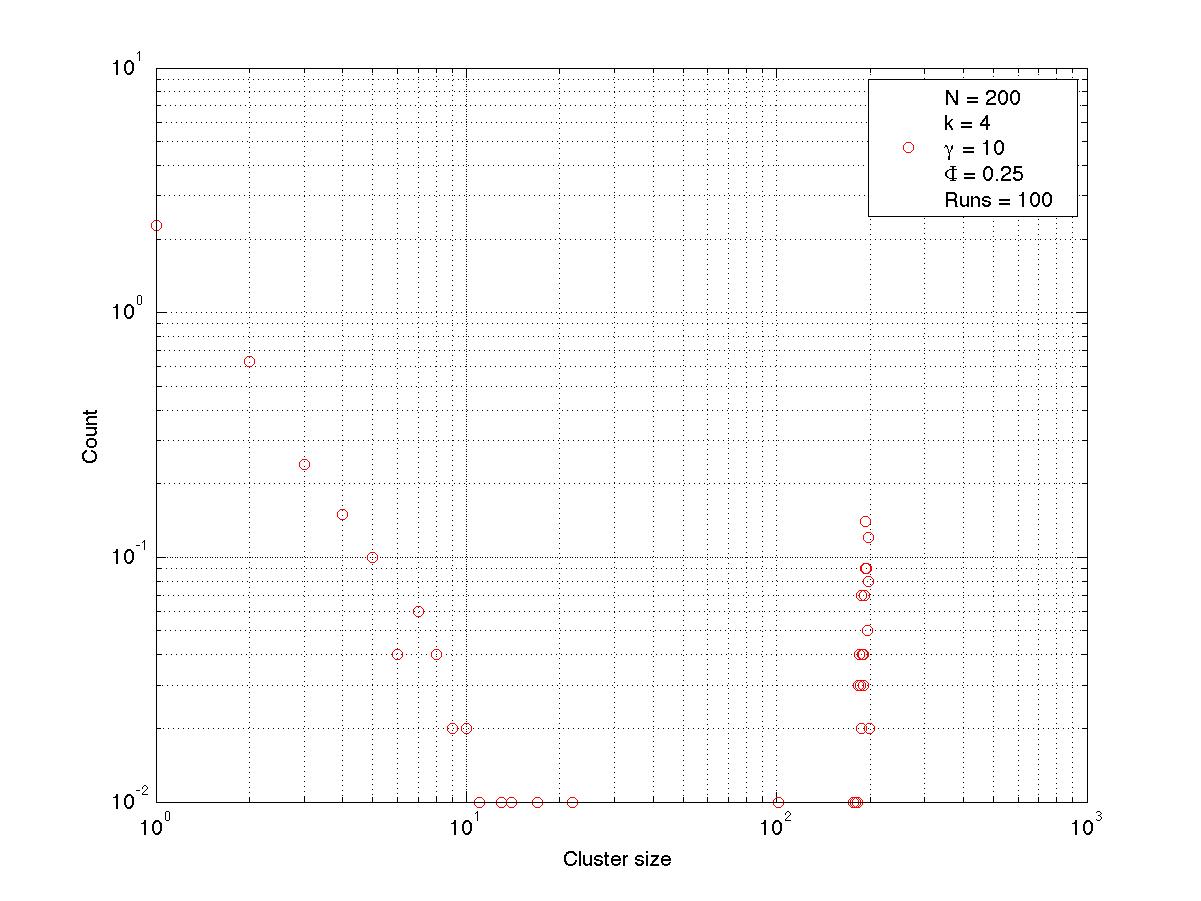 10^1
10^0
10^-1
10^-2
Count
10^0 10^1 10^2 10^3
Cluster size
N = 200
k = 4
γ = 10
Φ = 0.25
Runs = 100